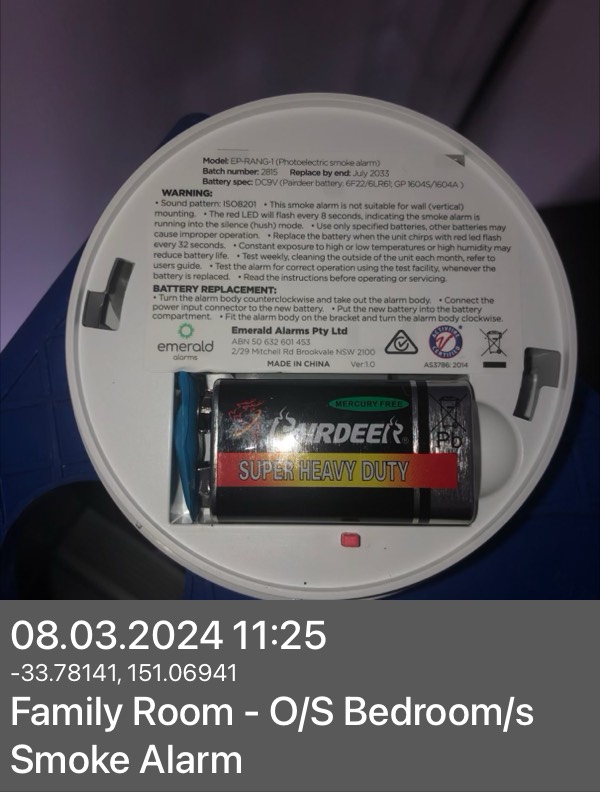 Model: EP-RANG-1 (Photoelectric smoke alarm)
Batch number: 2815 Replace by end: July 2033
Battery spec: DC9V (Pairdeer battery: 6F22/6LR61, GP 1604S/1604A )
WARNING:
• Sound pattern: ISO8201 • This smoke alarm is not suitable for wall (vertical)
mounting. • The red LED will flash every 8 seconds, indicating the smoke alarm is
running into the silence (hush) mode. • Use only specified batteries, other batteries may
cause improper operation. • Replace the battery when the unit chirps with red led flash
every 32 seconds. • Constant exposure to high or low temperatures or high humidity may
reduce battery life. • Test weekly, cleaning the outside of the unit each month, refer to
users guide. • Test the alarm for correct operation using the test facility, whenever the
battery is replaced. • Read the instructions before operating or servicing.
BATTERY REPLACEMENT:
• Turn the alarm body counterclockwise and take out the alarm body. • Connect the
power input connector to the new battery. • Put the new battery into the battery
compartment. • Fit the alarm body on the bracket and turn the alarm body clockwise.
emerald
alarms
Emerald Alarms Pty Ltd
ABN 50 632 601 453
2/29 Mitchell Rd Brookvale NSW 2100
MADE IN CHINA Ver1.0
AS3786: 2014
MERCURY FREE
PAIRDEER
Pb
SUPER HEAVY DUTY
08.03.2024 11:25
-33.78141, 151.06941
Family Room - O/S Bedroom/s
Smoke Alarm